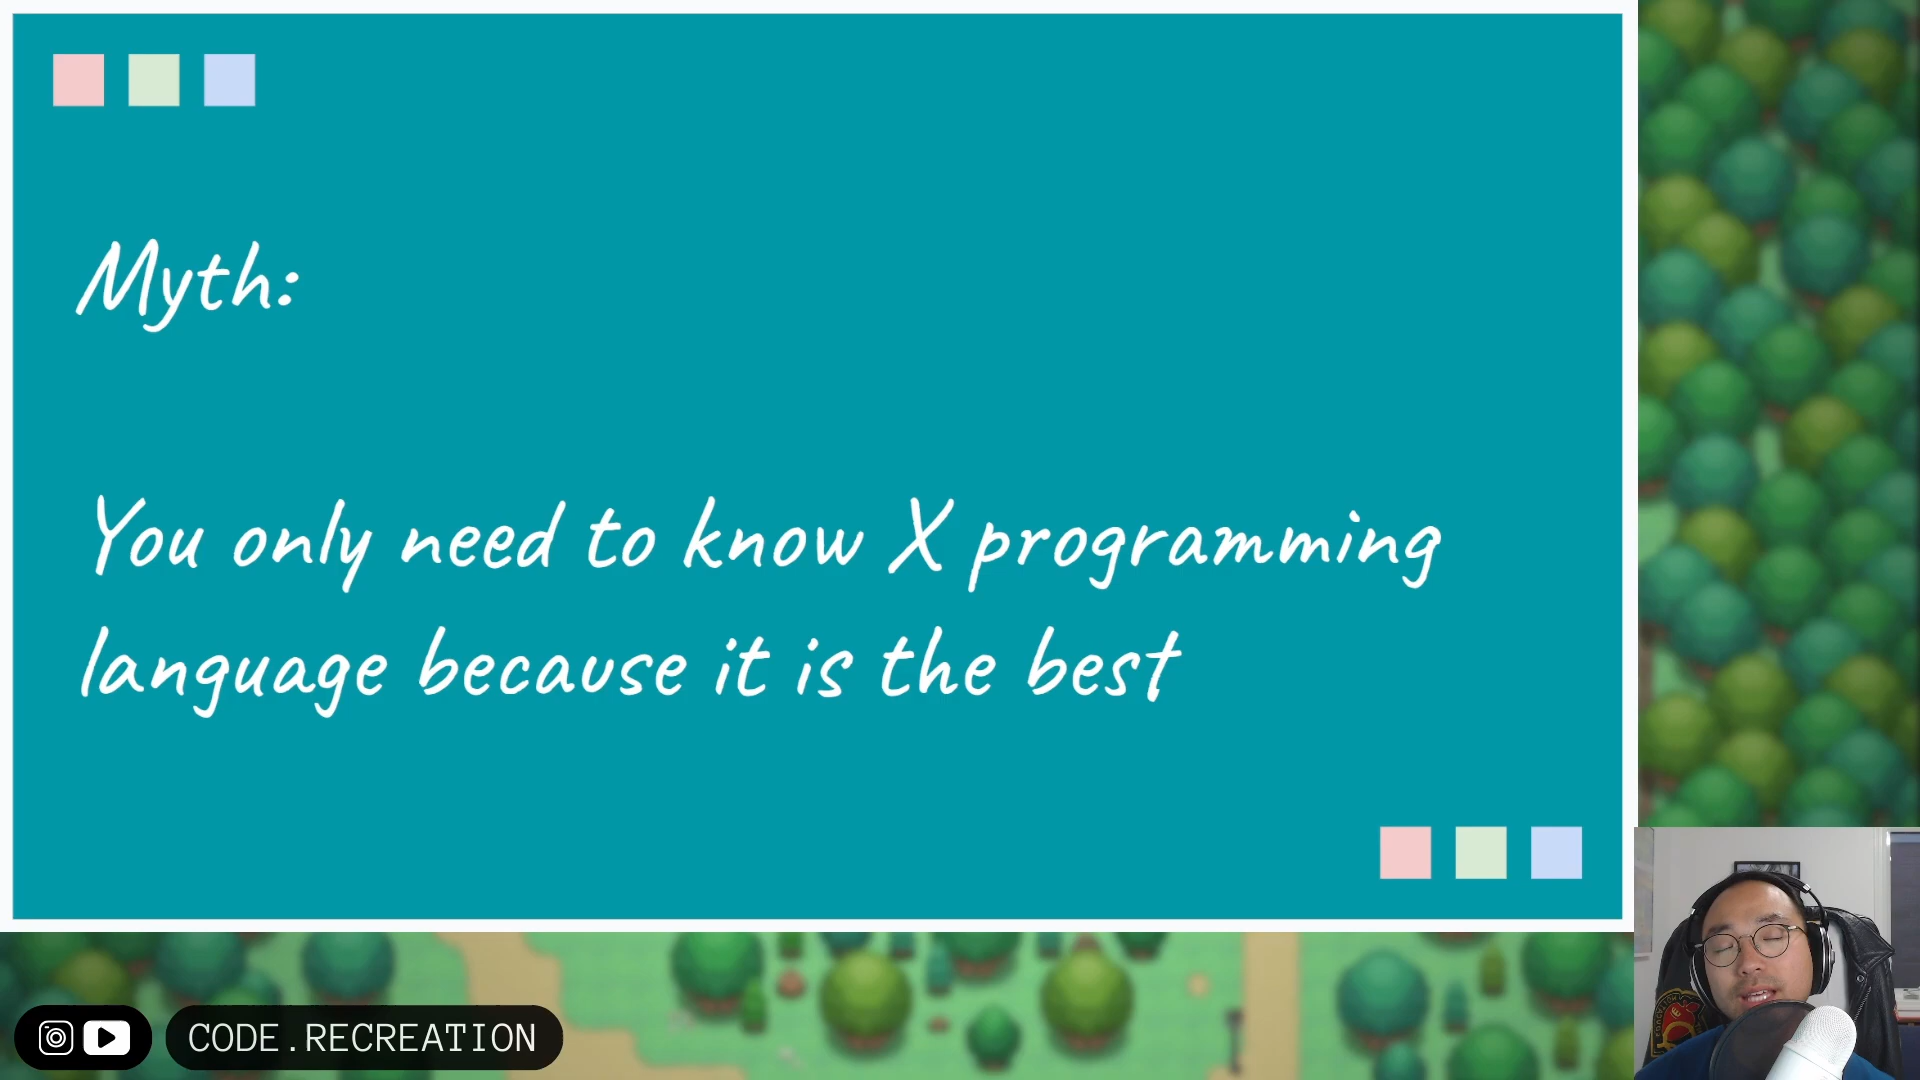 Myth:
You only need to know X programming
language because it is the best
CODE.RECREATION